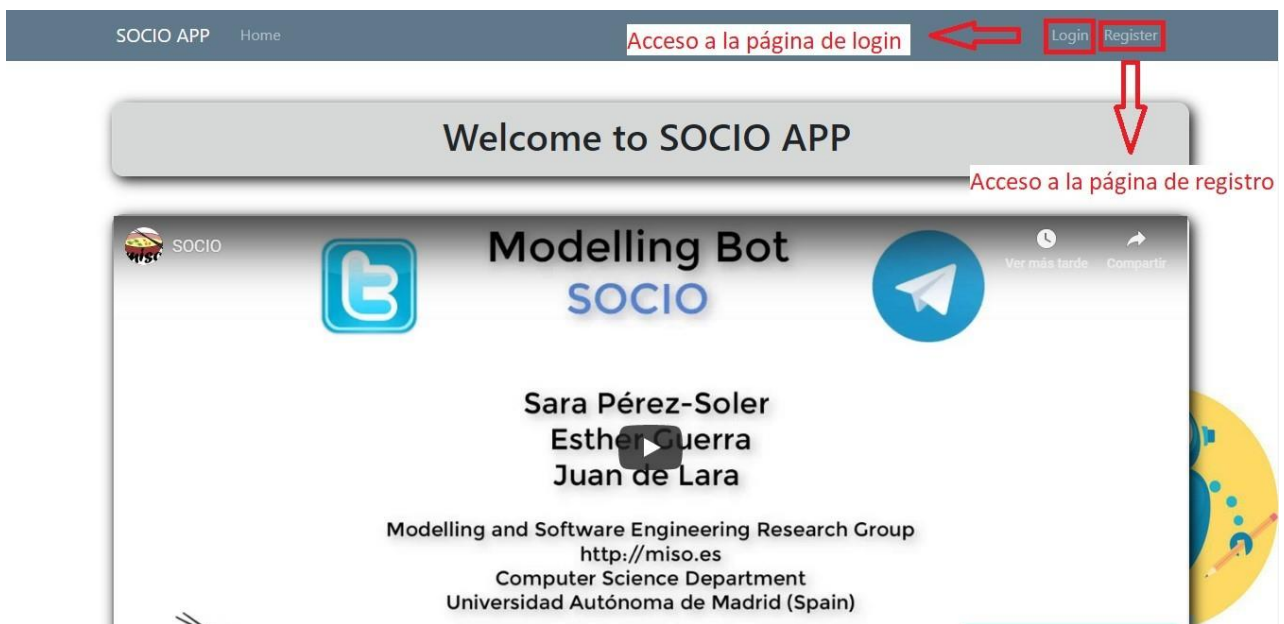 SOCIO APP Home Acceso a la página de login Login Register
Welcome to SOCIO APP
Acceso a la página de registro
miso SOCIO
Modelling Bot
SOCIO
Ver más tarde Compartir
Sara Pérez-Soler
Esther Guerra
Juan de Lara
Modelling and Software Engineering Research Group
http://miso.es
Computer Science Department
Universidad Autónoma de Madrid (Spain)